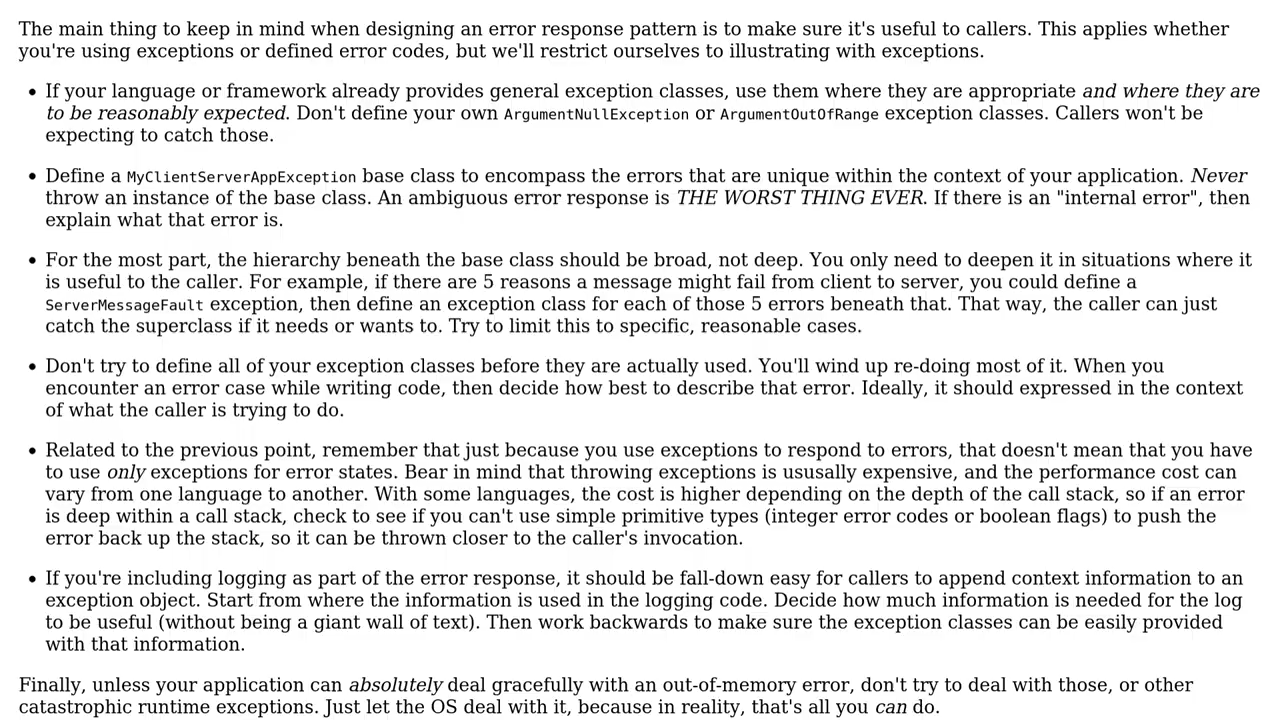 The main thing to keep in mind when designing an error response pattern is to make sure it's useful to callers. This applies whether
you're using exceptions or defined error codes, but we'll restrict ourselves to illustrating with exceptions.
• If your language or framework already provides general exception classes, use them where they are appropriate and where they are
to be reasonably expected. Don't define your own ArgumentNullException or ArgumentOutOfRange exception classes. Callers won't be
expecting to catch those.
• Define a MyClientServerAppException base class to encompass the errors that are unique within the context of your application. Never
throw an instance of the base class. An ambiguous error response is THE WORST THING EVER. If there is an "internal error", then
explain what that error is.
• For the most part, the hierarchy beneath the base class should be broad, not deep. You only need to deepen it in situations where it
is useful to the caller. For example, if there are 5 reasons a message might fail from client to server, you could define a
ServerMessageFault exception, then define an exception class for each of those 5 errors beneath that. That way, the caller can just
catch the superclass if it needs or wants to. Try to limit this to specific, reasonable cases.
• Don't try to define all of your exception classes before they are actually used. You'll wind up re-doing most of it. When you
encounter an error case while writing code, then decide how best to describe that error. Ideally, it should expressed in the context
of what the caller is trying to do.
• Related to the previous point, remember that just because you use exceptions to respond to errors, that doesn't mean that you have
to use only exceptions for error states. Bear in mind that throwing exceptions is ususally expensive, and the performance cost can
vary from one language to another. With some languages, the cost is higher depending on the depth of the call stack, so if an error
is deep within a call stack, check to see if you can't use simple primitive types (integer error codes or boolean flags) to push the
error back up the stack, so it can be thrown closer to the caller's invocation.
• If you're including logging as part of the error response, it should be fall-down easy for callers to append context information to an
exception object. Start from where the information is used in the logging code. Decide how much information is needed for the log
to be useful (without being a giant wall of text). Then work backwards to make sure the exception classes can be easily provided
with that information.
Finally, unless your application can absolutely deal gracefully with an out-of-memory error, don't try to deal with those, or other
catastrophic runtime exceptions. Just let the OS deal with it, because in reality, that's all you can do.